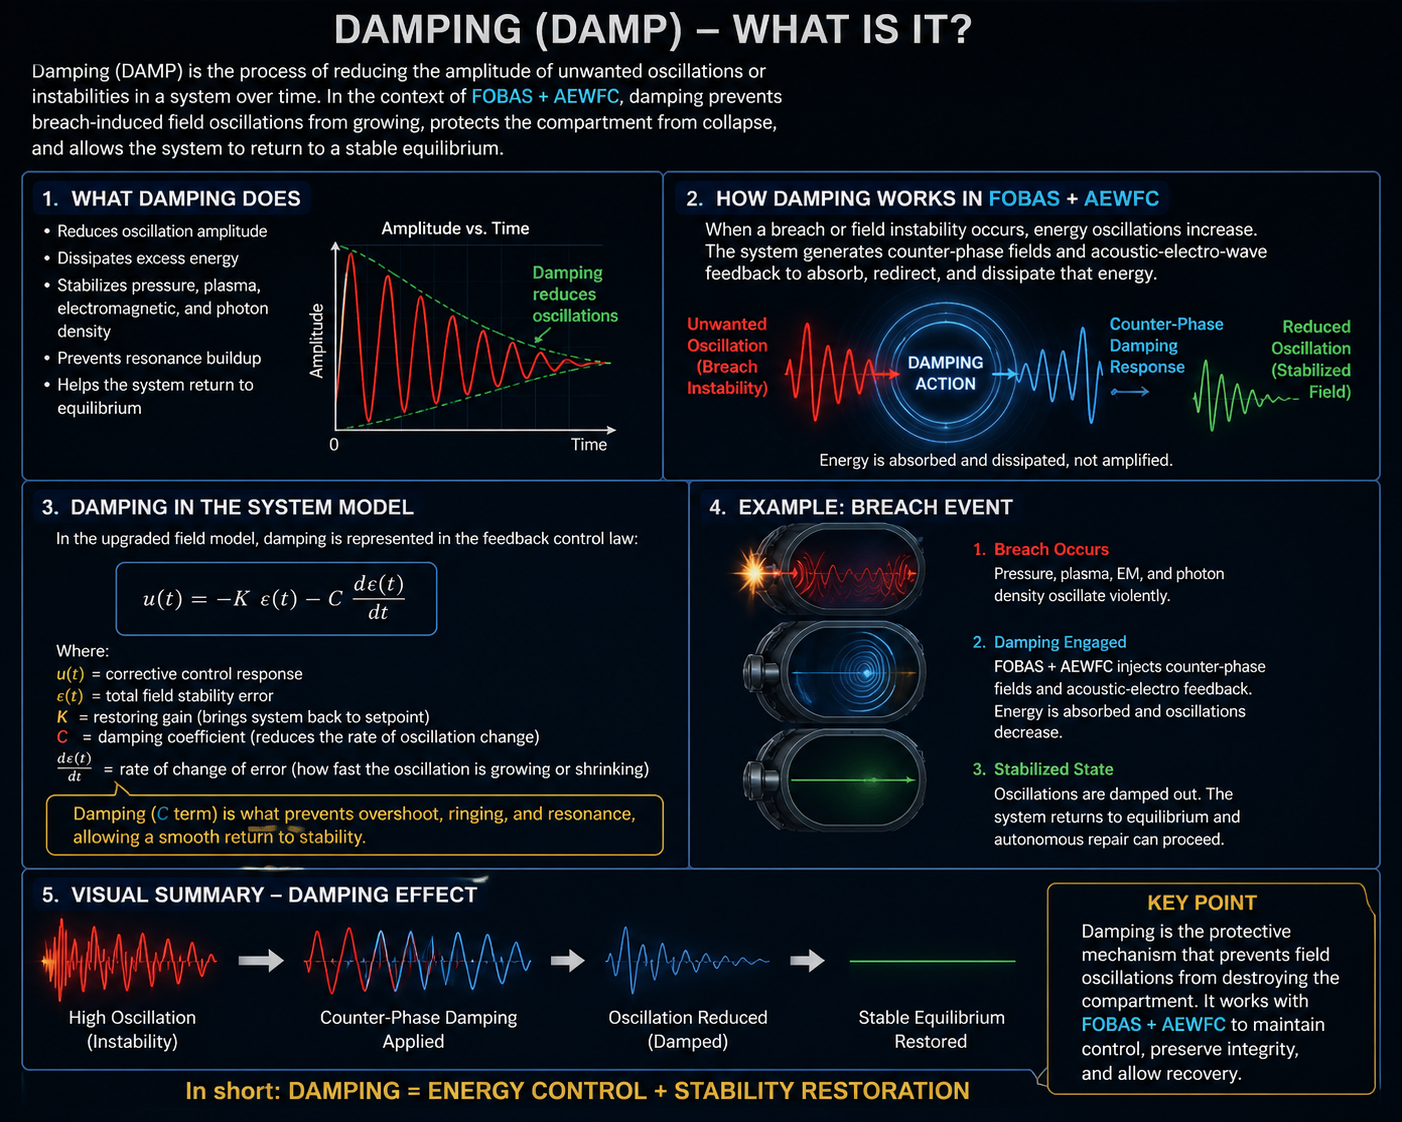 DAMPING (DAMP) – WHAT IS IT?
Damping (DAMP) is the process of reducing the amplitude of unwanted oscillations or
instabilities in a system over time. In the context of FOBAS + AEWFC, damping prevents
breach-induced field oscillations from growing, protects the compartment from collapse,
and allows the system to return to a stable equilibrium.
1. WHAT DAMPING DOES
• Reduces oscillation amplitude
• Dissipates excess energy
• Stabilizes pressure, plasma,
electromagnetic, and photon
density
• Prevents resonance buildup
• Helps the system return to
equilibrium
Amplitude vs. Time
Damping
reduces
oscillations
Amplitude
0
Time
2. HOW DAMPING WORKS IN FOBAS + AEWFC
When a breach or field instability occurs, energy oscillations increase.
The system generates counter-phase fields and acoustic-electro-wave
feedback to absorb, redirect, and dissipate that energy.
Unwanted
Oscillation
(Breach
Instability)
DAMPING
ACTION
Counter-Phase
Damping
Response
Reduced
Oscillation
(Stabilized
Field)
Energy is absorbed and dissipated, not amplified.
3. DAMPING IN THE SYSTEM MODEL
In the upgraded field model, damping is represented in the feedback control law:
u(t) = −K ϵ(t) − C dϵ(t)/dt
Where:
u(t) = corrective control response
ϵ(t) = total field stability error
K = restoring gain (brings system back to setpoint)
C = damping coefficient (reduces the rate of oscillation change)
dϵ(t)/dt = rate of change of error (how fast the oscillation is growing or shrinking)
Damping (C term) is what prevents overshoot, ringing, and resonance,
allowing a smooth return to stability.
4. EXAMPLE: BREACH EVENT
1. Breach Occurs
Pressure, plasma, EM, and photon
density oscillate violently.
2. Damping Engaged
FOBAS + AEWFC injects counter-phase
fields and acoustic-electro feedback.
Energy is absorbed and oscillations
decrease.
3. Stabilized State
Oscillations are damped out. The
system returns to equilibrium and
autonomous repair can proceed.
5. VISUAL SUMMARY – DAMPING EFFECT
High Oscillation
(Instability)
Counter-Phase Damping
Applied
Oscillation Reduced
(Damped)
Stable Equilibrium
Restored
KEY POINT
Damping is the protective
mechanism that prevents field
oscillations from destroying the
compartment. It works with
FOBAS + AEWFC to maintain
control, preserve integrity,
and allow recovery.
In short: DAMPING = ENERGY CONTROL + STABILITY RESTORATION